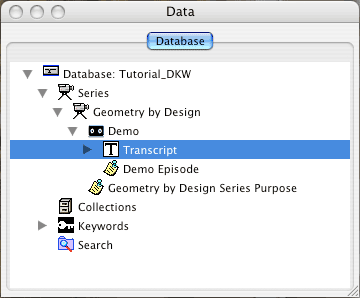 Data
Database
Database: Tutorial_DKW
Series
Geometry by Design
Demo
T Transcript
Demo Episode
Geometry by Design Series Purpose
Collections
Keywords
Search